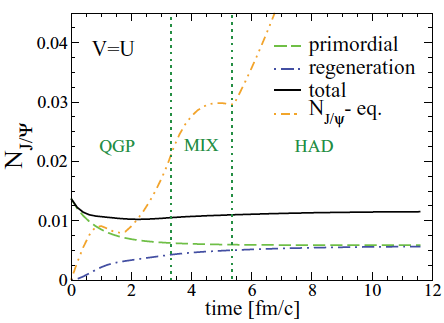 V=U
primordial
regeneration
total
N_J/Ψ- eq.
QGP
MIX
HAD
N_J/Ψ
0.04
0.03
0.02
0.01
0
0 2 4 6 8 10 12
time [fm/c]